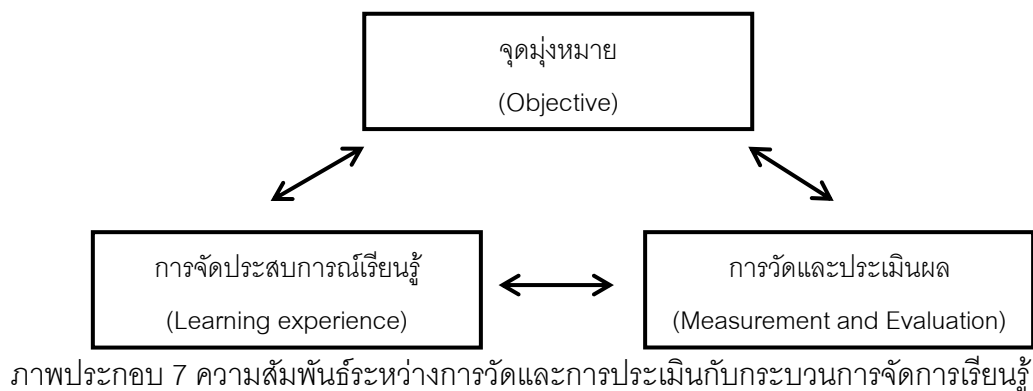 จุดมุ่งหมาย
(Objective)
การจัดประสบการณ์เรียนรู้
(Learning experience)
การวัดและประเมินผล
(Measurement and Evaluation)
ภาพประกอบ 7 ความสัมพันธ์ระหว่างการวัดและการประเมินกับกระบวนการจัดการเรียนรู้